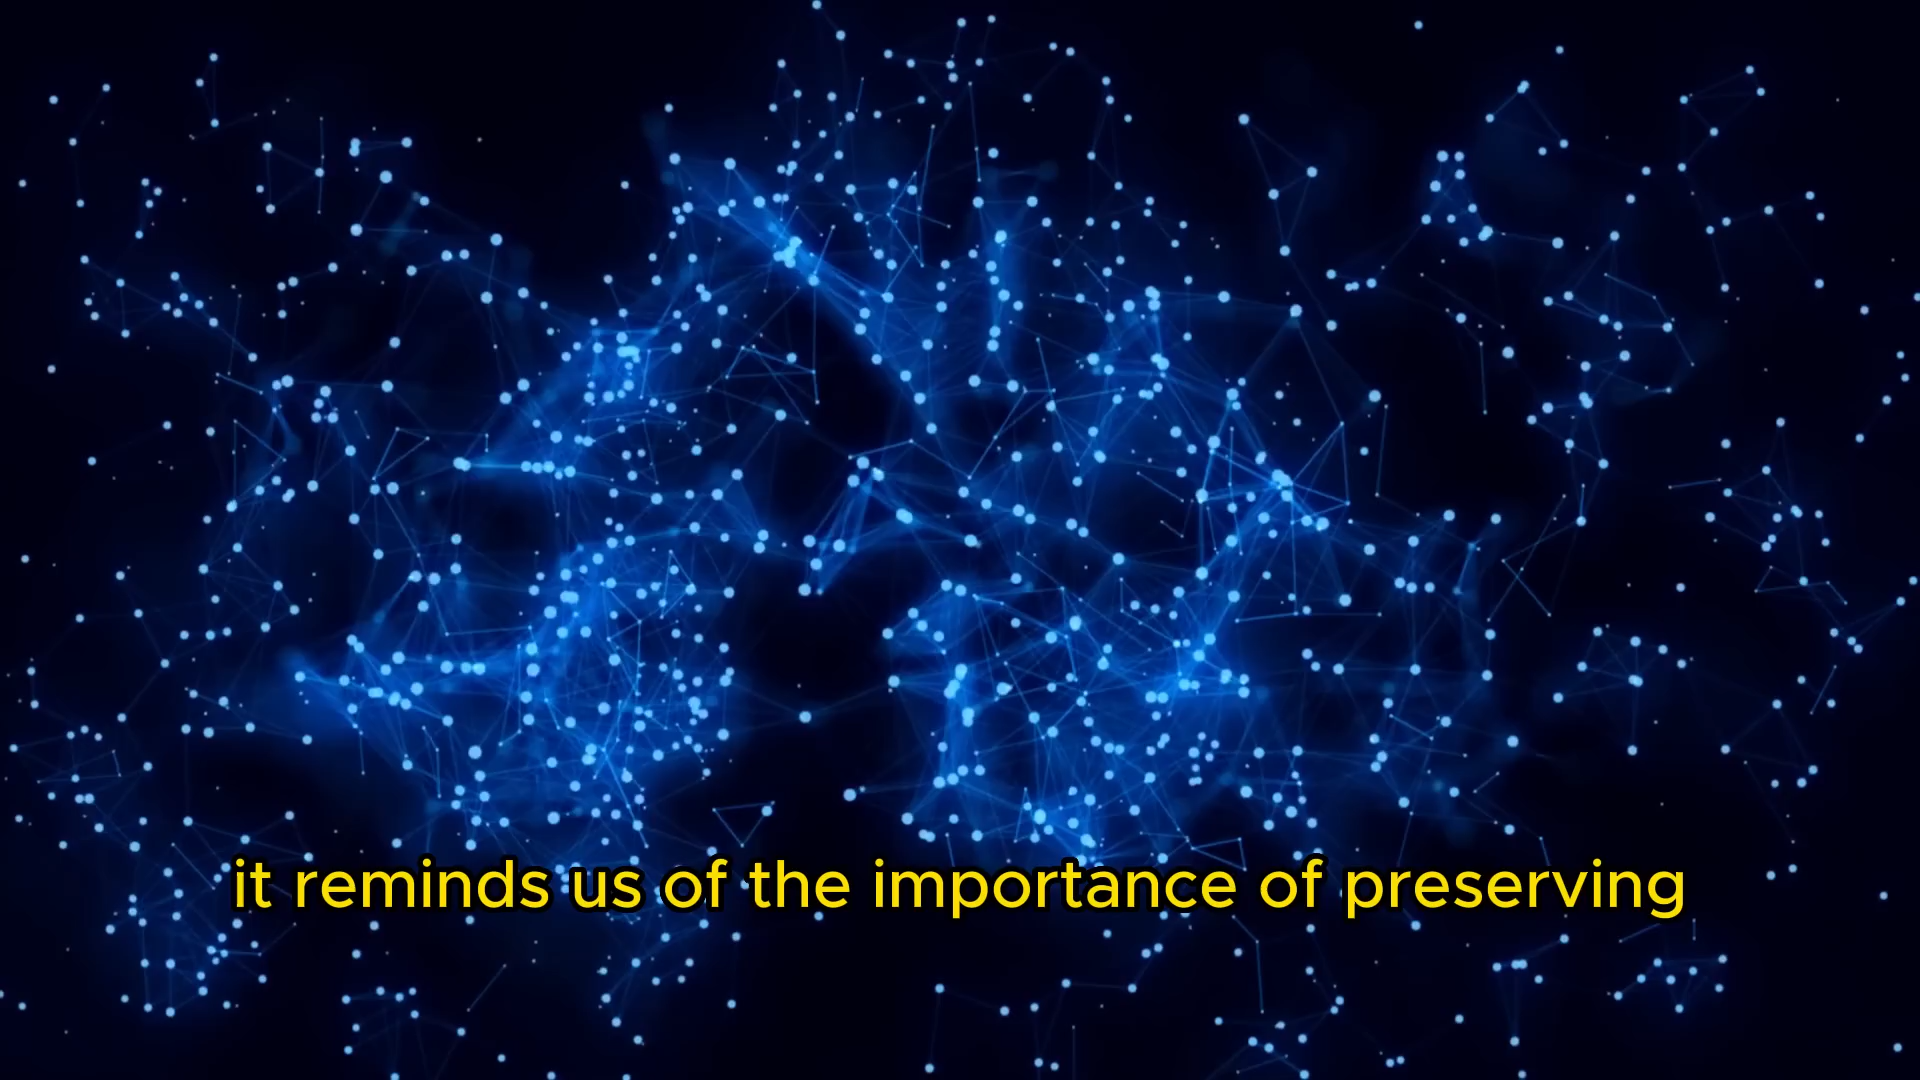 it reminds us of the importance of preserving